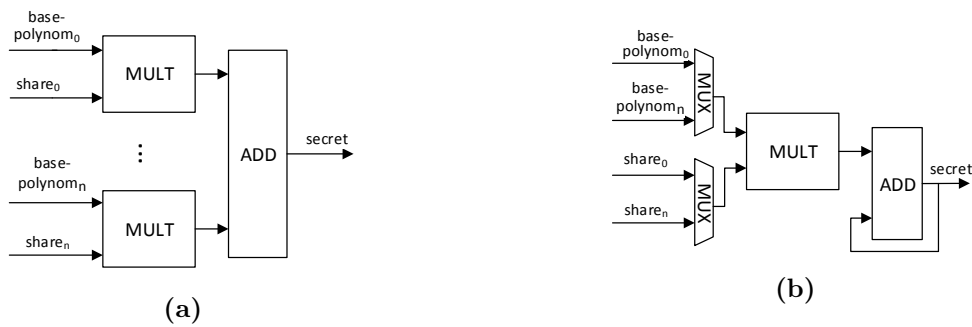 base-
polynom₀
share₀
MULT
⋮
base-
polynomₙ
shareₙ
MULT
ADD
secret
(a)
base-
polynom₀
base-
polynomₙ
MUX
share₀
shareₙ
MUX
MULT
ADD
secret
(b)